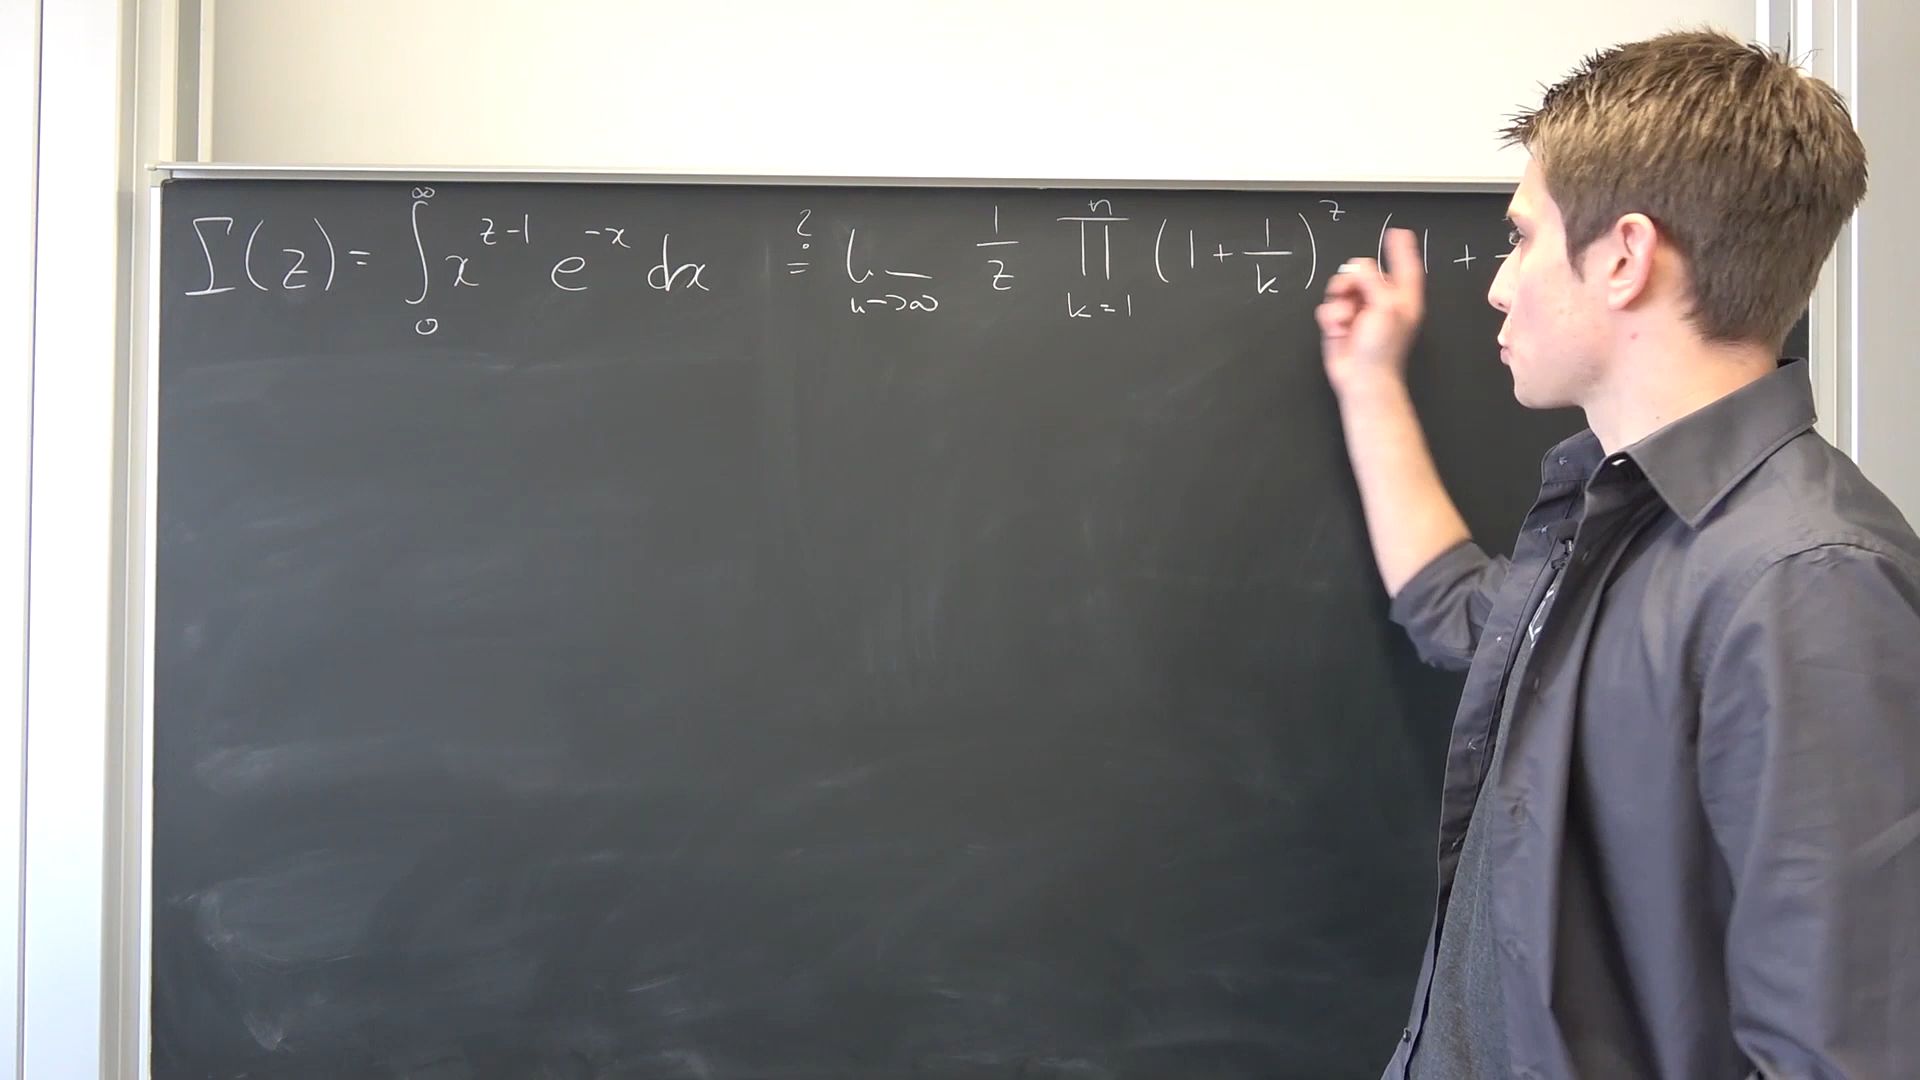 Γ(z) = ∫₀^∞ x^{z-1} e^{-x} dx ≟ lim_{n→∞} 1/z ∏_{k=1}^{n} (1 + 1/k)^z · (1 +